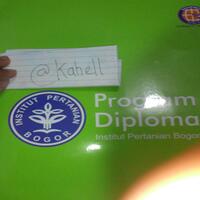 @Kahell
INSTITUT PERTANIAN
BOGOR
Program
Diploma
Institut Pertanian Bogor